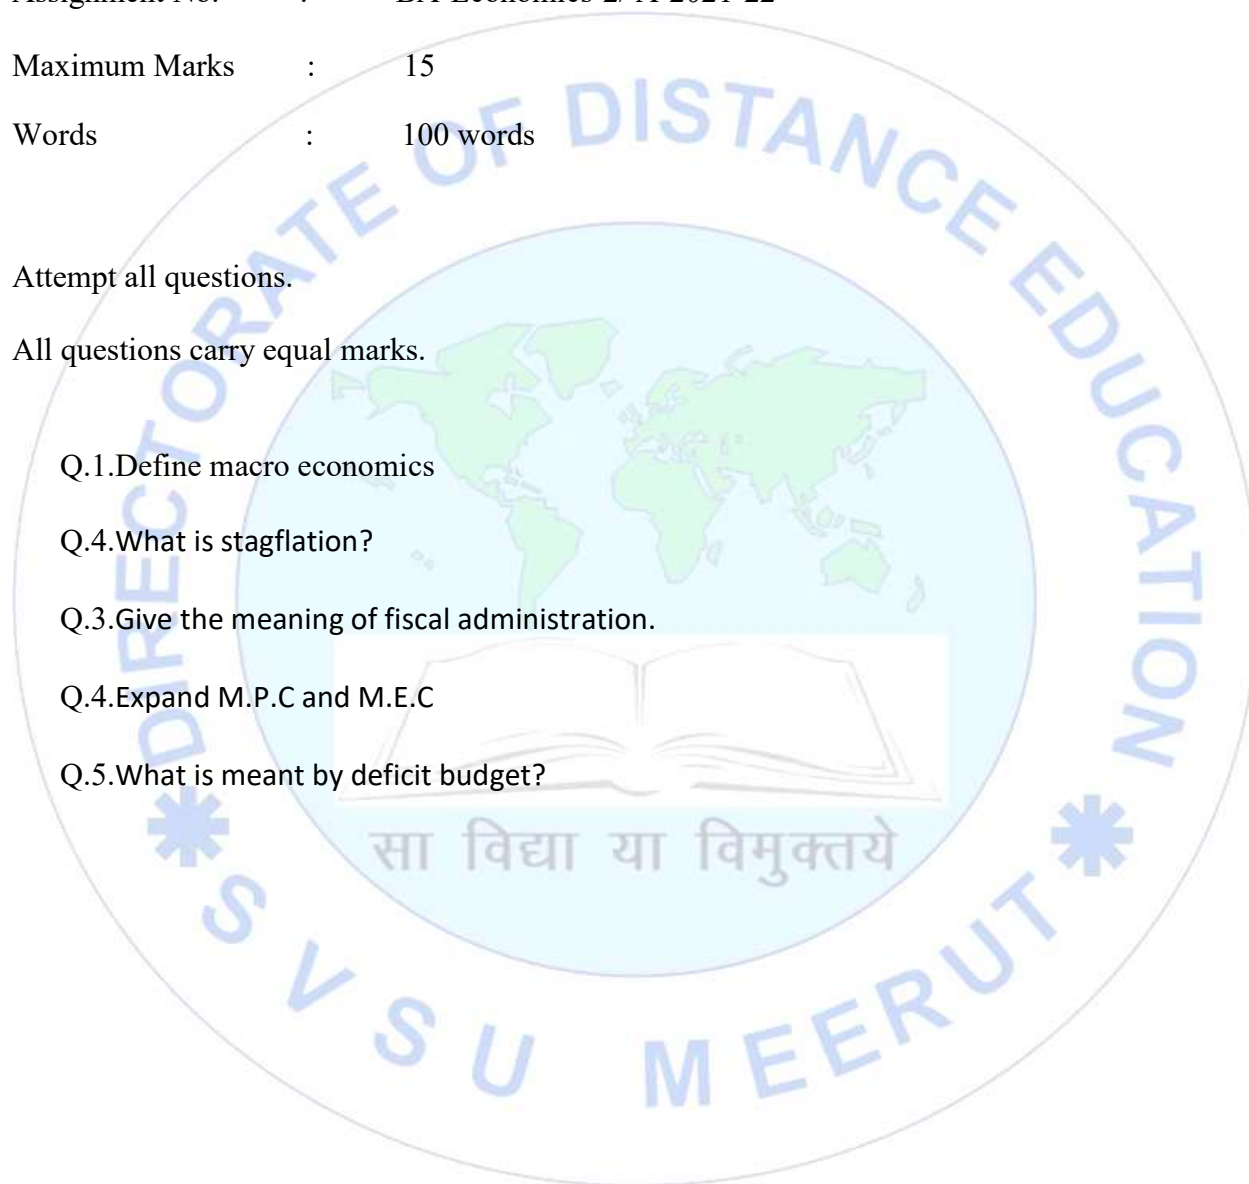 Maximum Marks : 15
Words : 100 words
Attempt all questions.
All questions carry equal marks.
Q.1.Define macro economics
Q.4.What is stagflation?
Q.3.Give the meaning of fiscal administration.
Q.4.Expand M.P.C and M.E.C
Q.5.What is meant by deficit budget?
DIRECTORATE OF DISTANCE EDUCATION
सा विद्या या विमुक्तये
SVSU MEERUT